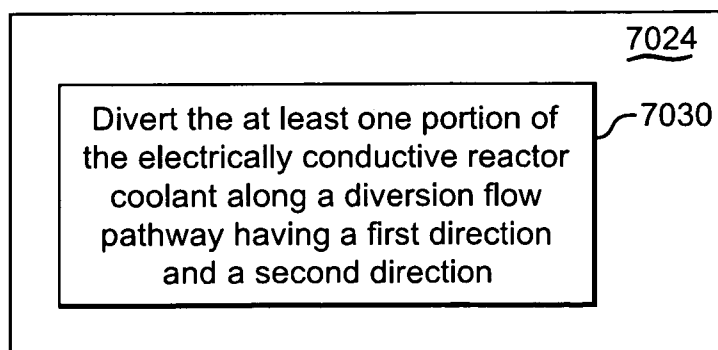 7024
Divert the at least one portion of
7030
the electrically conductive reactor
coolant along a diversion flow
pathway having a first direction
and a second direction